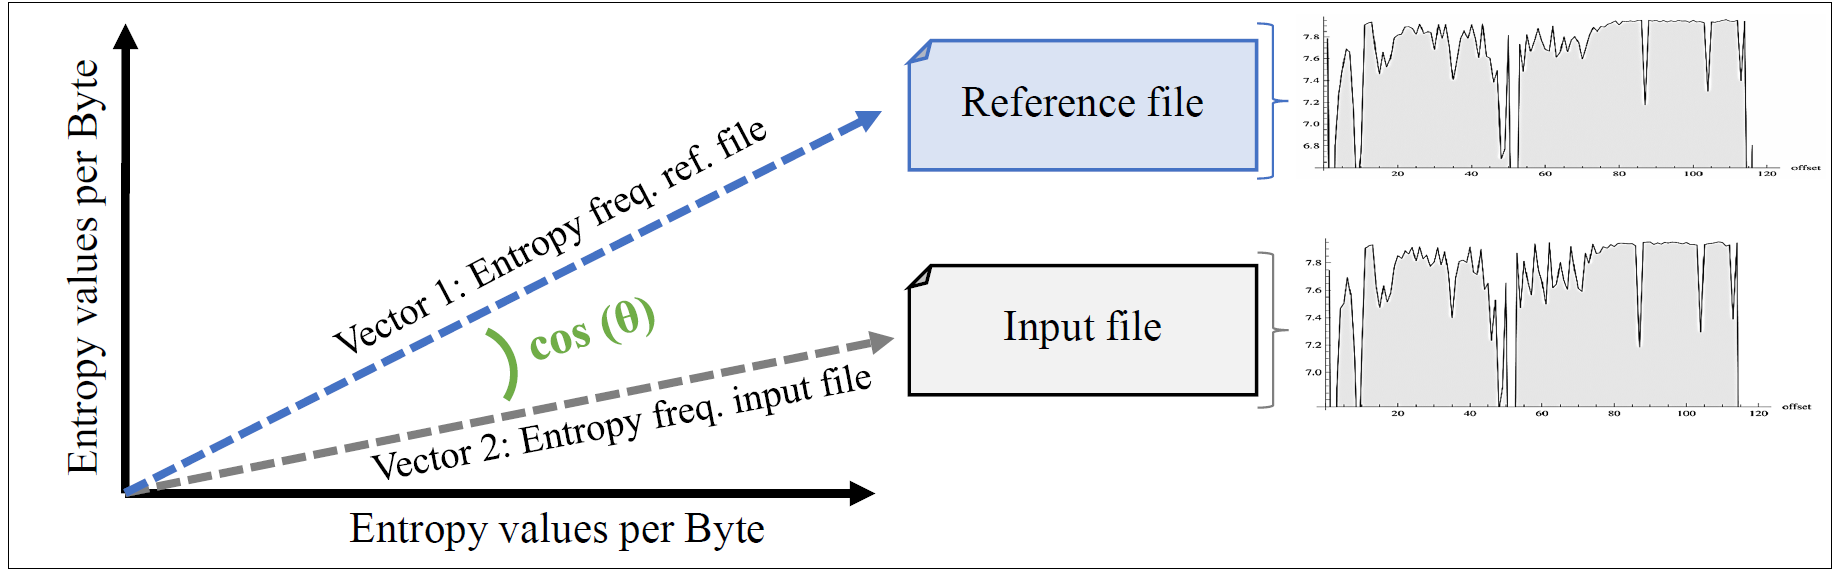 Entropy values per Byte
Vector 1: Entropy freq. ref. file
cos (θ)
Vector 2: Entropy freq. input file
Entropy values per Byte
Reference file
7.8
7.6
7.4
7.2
7.0
6.8
20 40 60 80 100 120 offset
Input file
7.8
7.6
7.4
7.2
7.0
20 40 60 80 100 120 offset